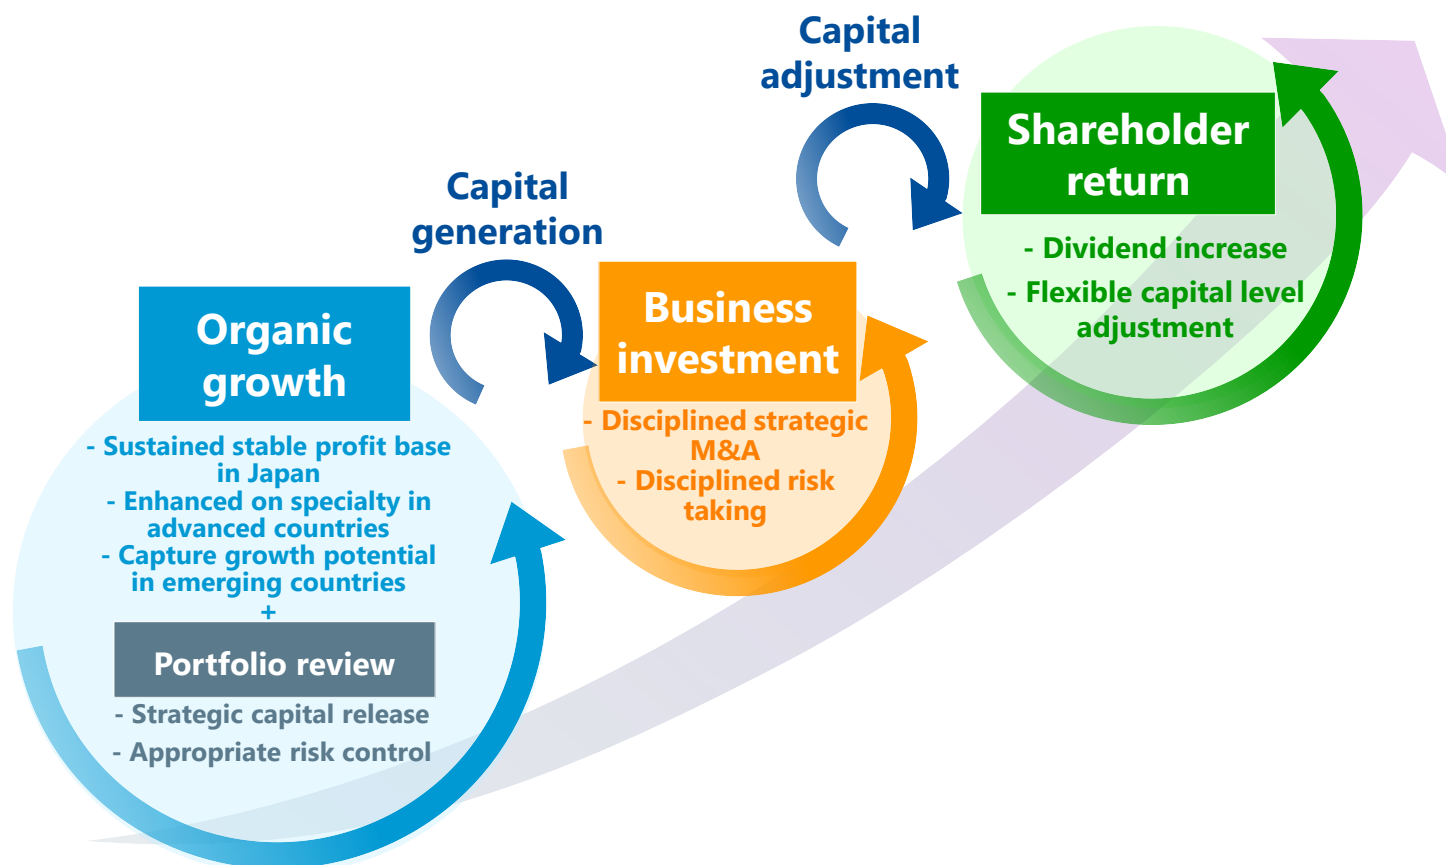 Capital
adjustment
Shareholder
return
- Dividend increase
- Flexible capital level
adjustment
Capital
generation
Business
investment
- Disciplined strategic
M&A
- Disciplined risk
taking
Organic
growth
- Sustained stable profit base
in Japan
- Enhanced on specialty in
advanced countries
- Capture growth potential
in emerging countries
+
Portfolio review
- Strategic capital release
- Appropriate risk control